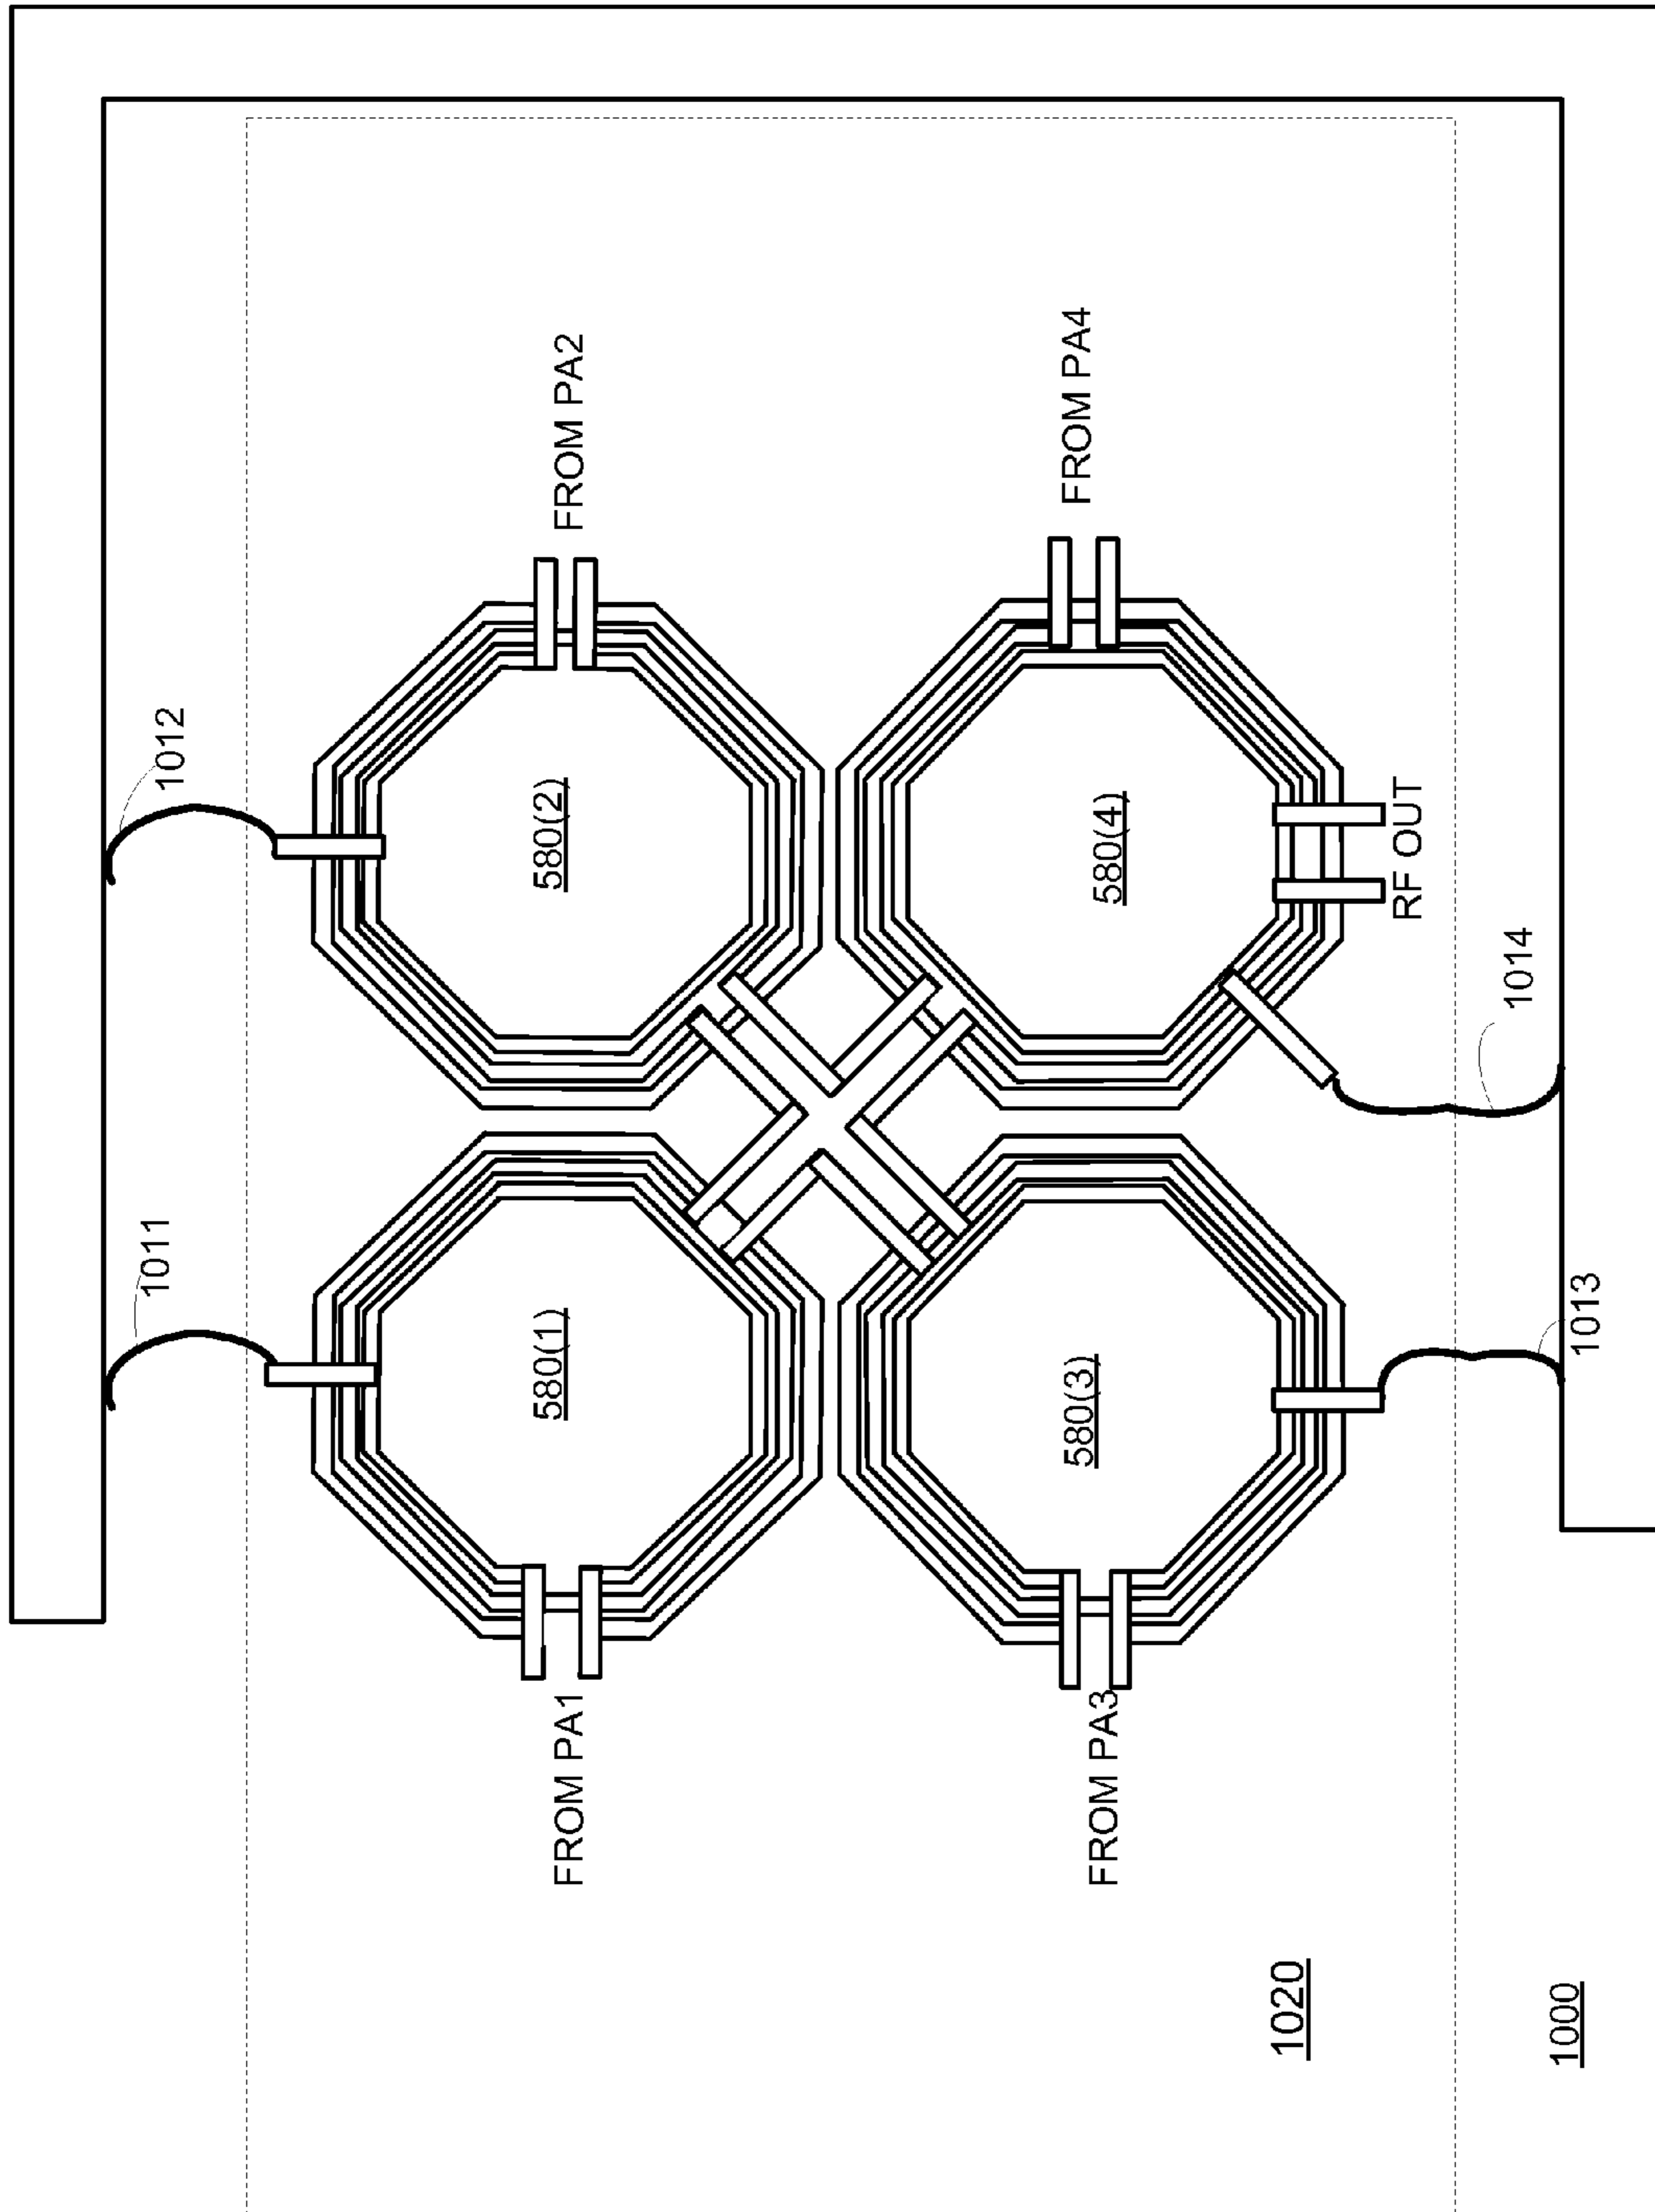 1011
1012
FROM PA1
580(1)
580(2)
FROM PA2
FROM PA3
580(3)
580(4)
FROM PA4
RF OUT
1020
1013
1014
1000